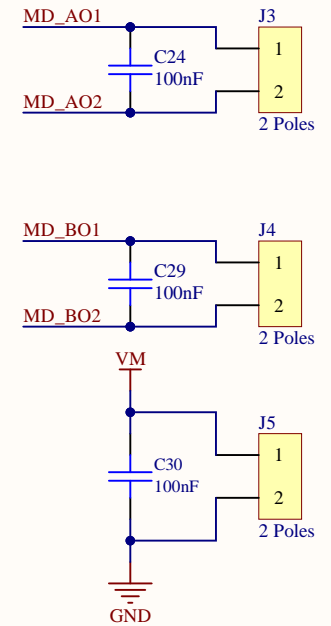 MD_AO1
J3
C24
100nF
1
2
MD_AO2
2 Poles
MD_BO1
J4
C29
100nF
1
2
MD_BO2
2 Poles
VM
J5
C30
100nF
1
2
2 Poles
GND